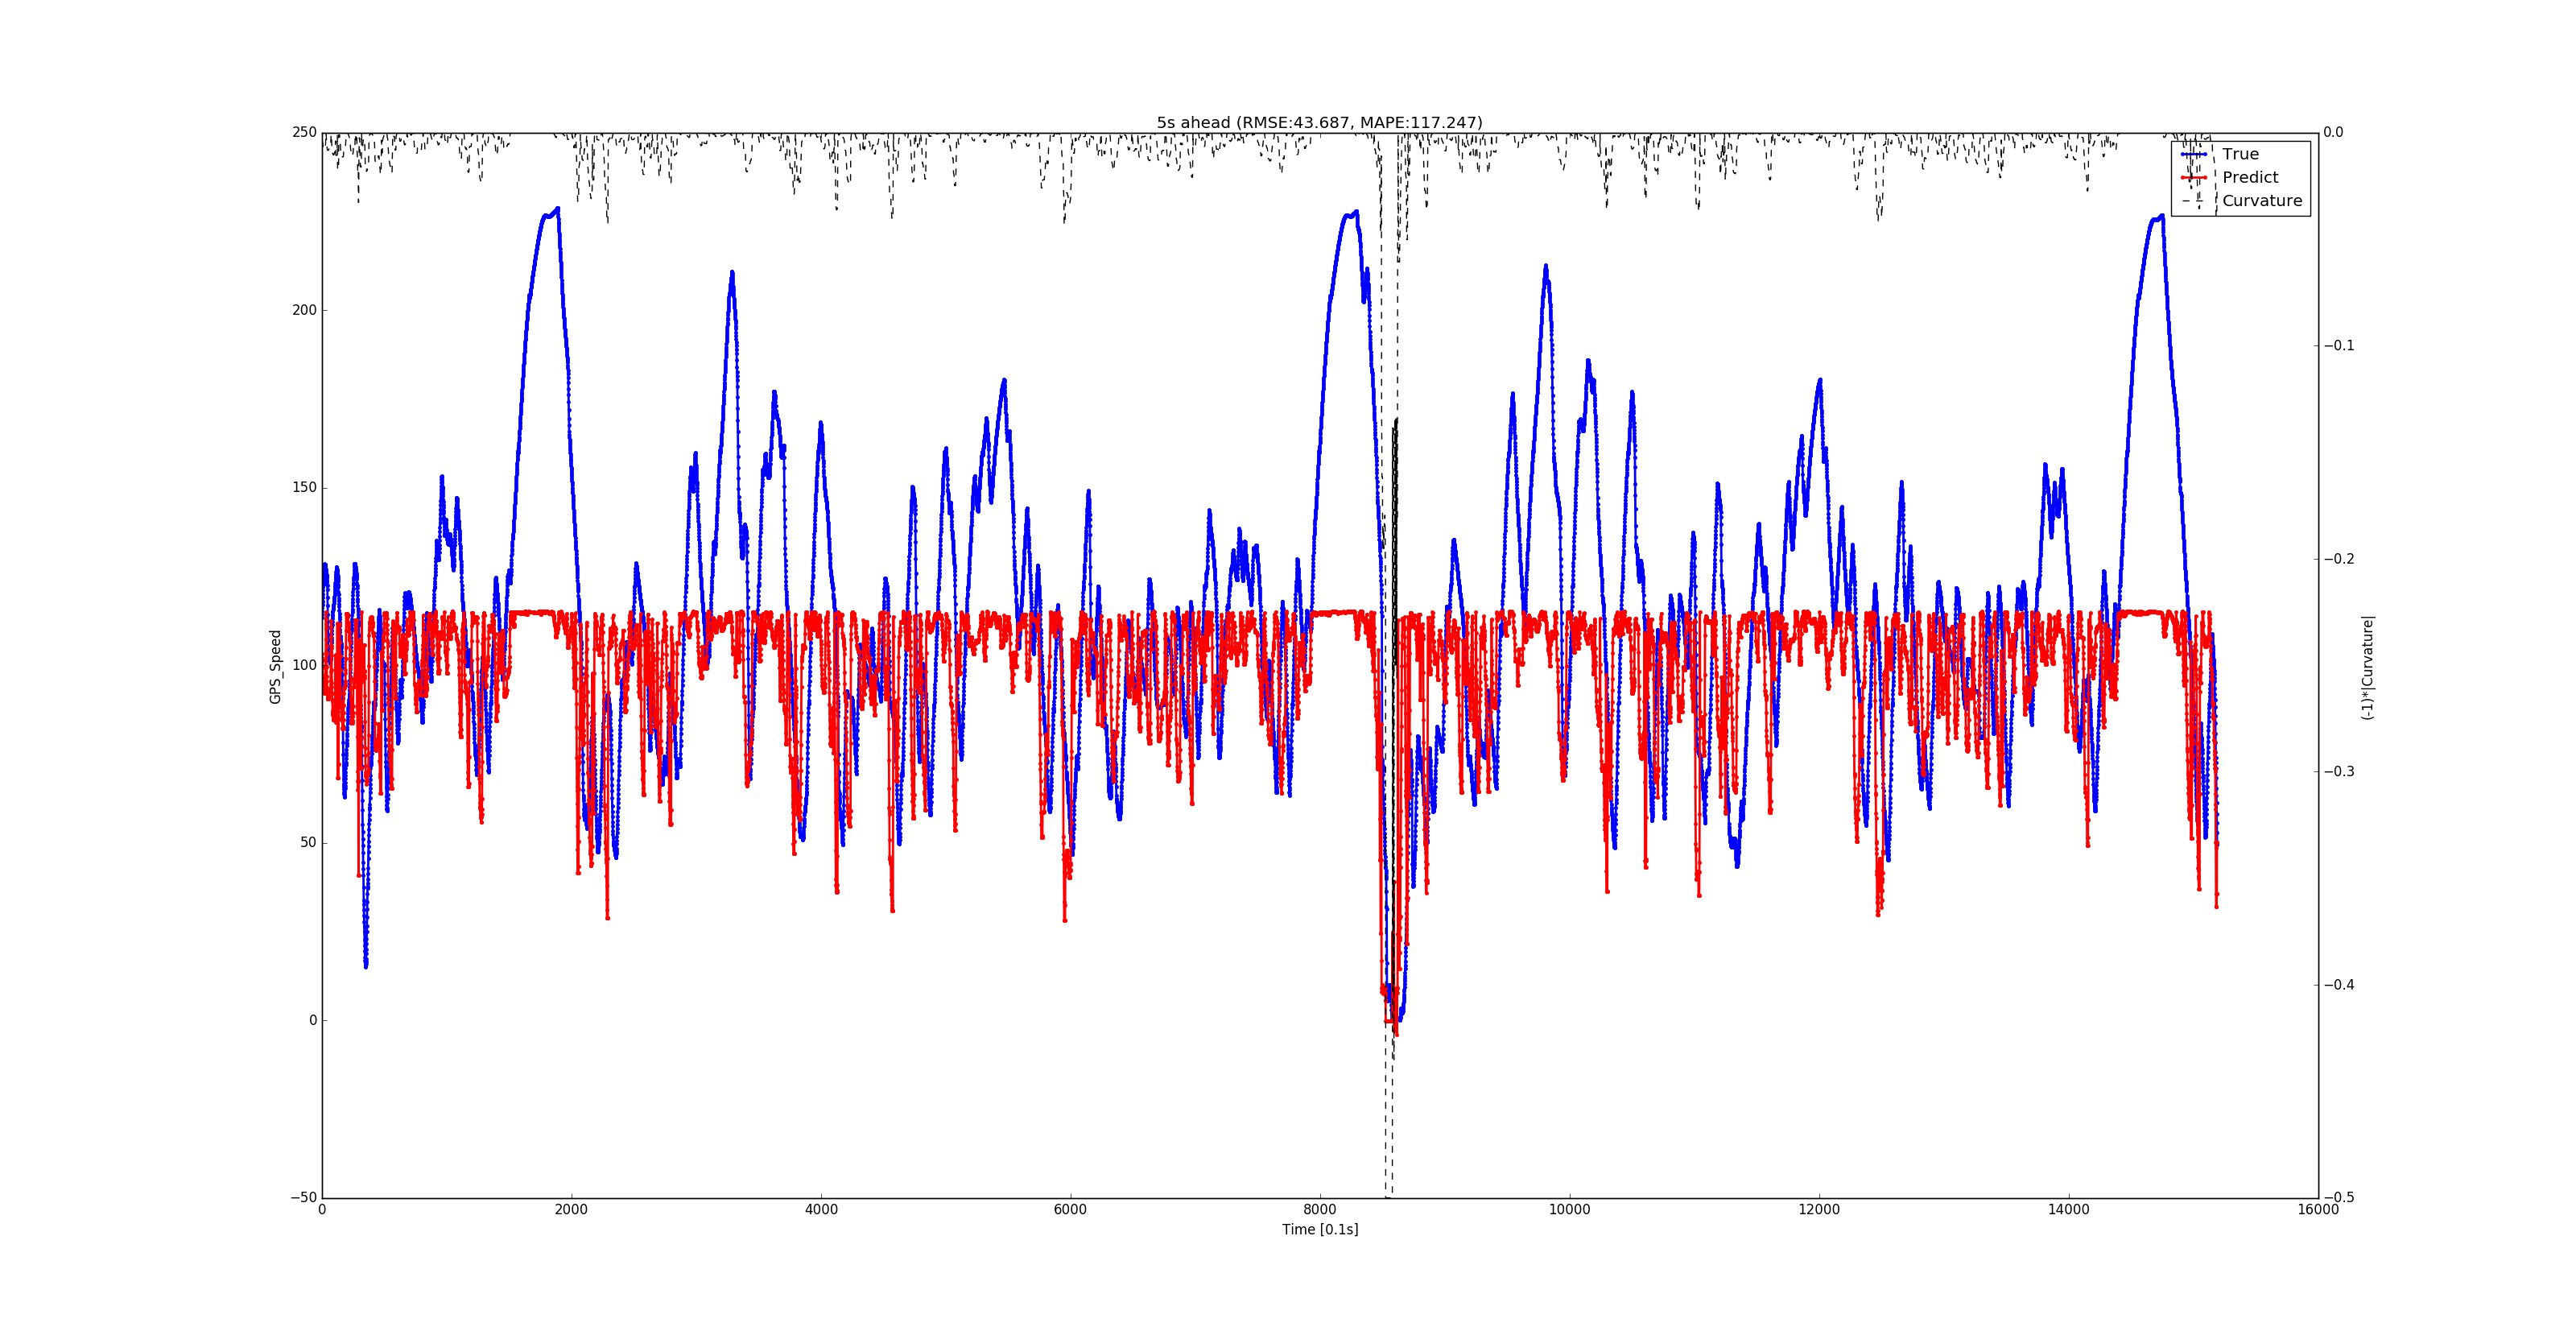 5s ahead (RMSE:43.687, MAPE:117.247)
250
200
150
100
50
0
−50
GPS_Speed
0.0
−0.1
−0.2
−0.3
−0.4
−0.5
(-1)*|Curvature|
True
Predict
Curvature
0 2000 4000 6000 8000 10000 12000 14000 16000
Time [0.1s]